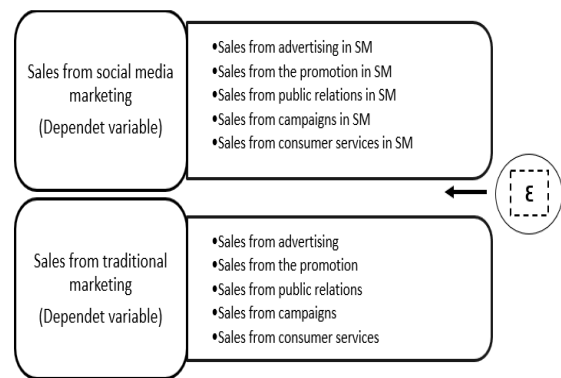 Sales from social media
marketing
(Dependet variable)
•Sales from advertising in SM
•Sales from the promotion in SM
•Sales from public relations in SM
•Sales from campaigns in SM
•Sales from consumer services in SM
Ɛ
Sales from traditional
marketing
(Dependet variable)
•Sales from advertising
•Sales from the promotion
•Sales from public relations
•Sales from campaigns
•Sales from consumer services